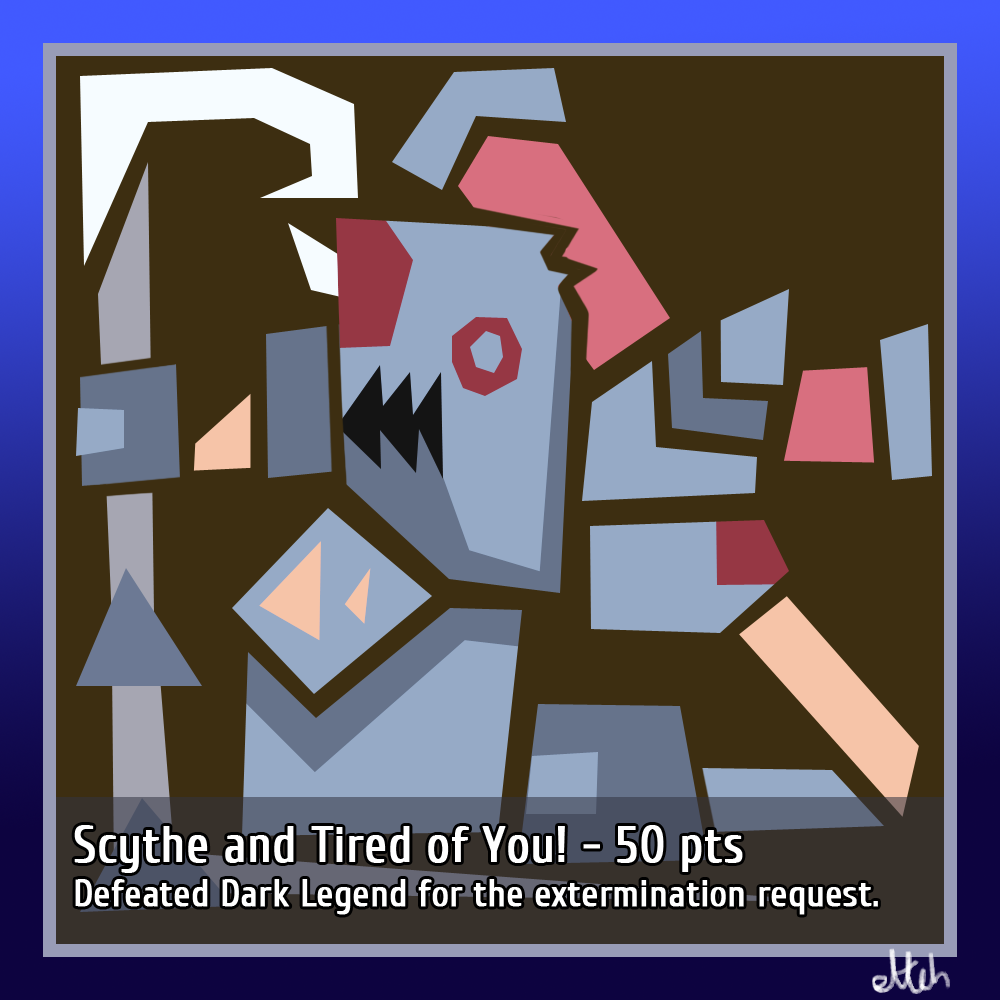 Scythe and Tired of You! - 50 pts
Defeated Dark Legend for the extermination request.